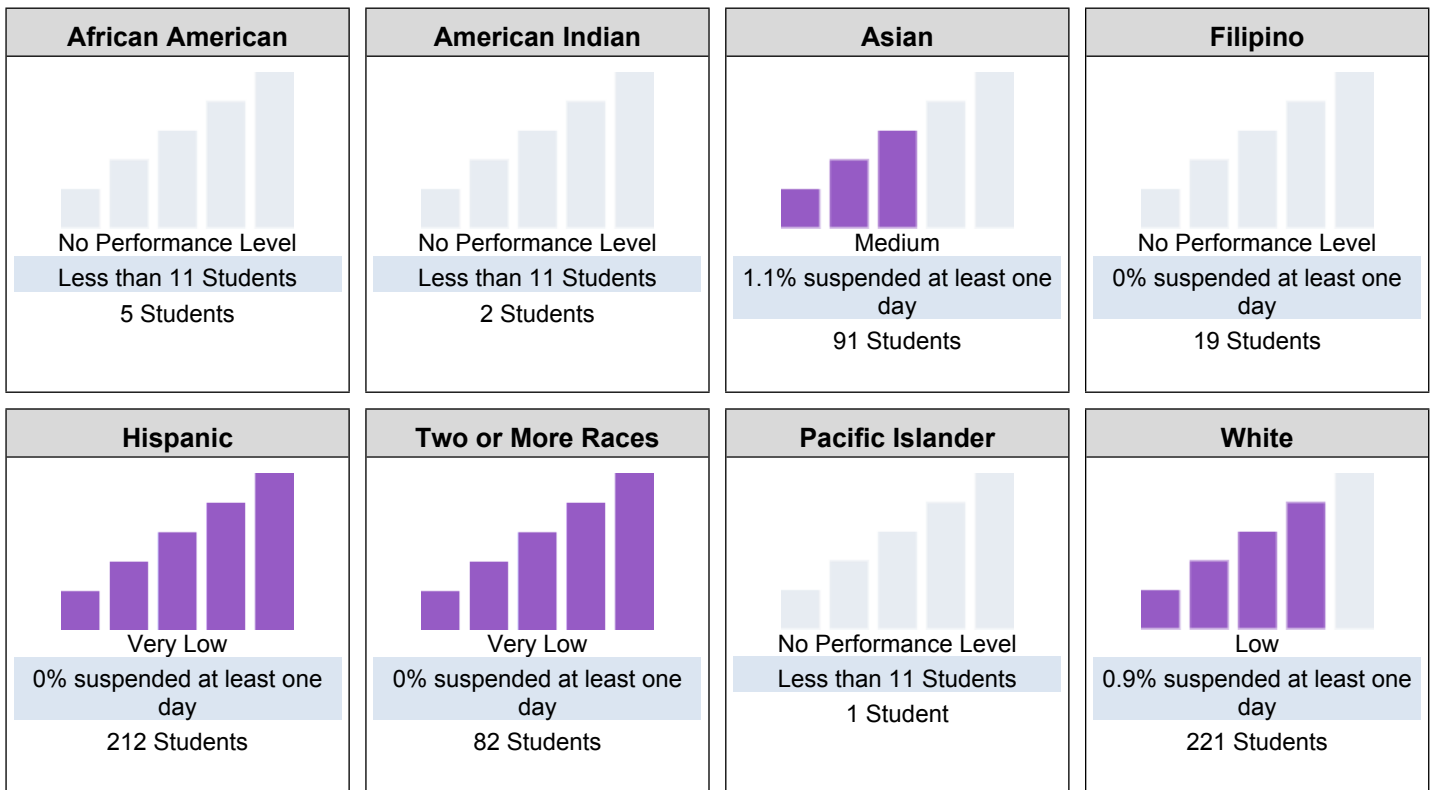 African American
No Performance Level
Less than 11 Students
5 Students
American Indian
No Performance Level
Less than 11 Students
2 Students
Asian
Medium
1.1% suspended at least one
day
91 Students
Filipino
No Performance Level
0% suspended at least one
day
19 Students
Hispanic
Very Low
0% suspended at least one
day
212 Students
Two or More Races
Very Low
0% suspended at least one
day
82 Students
Pacific Islander
No Performance Level
Less than 11 Students
1 Student
White
Low
0.9% suspended at least one
day
221 Students